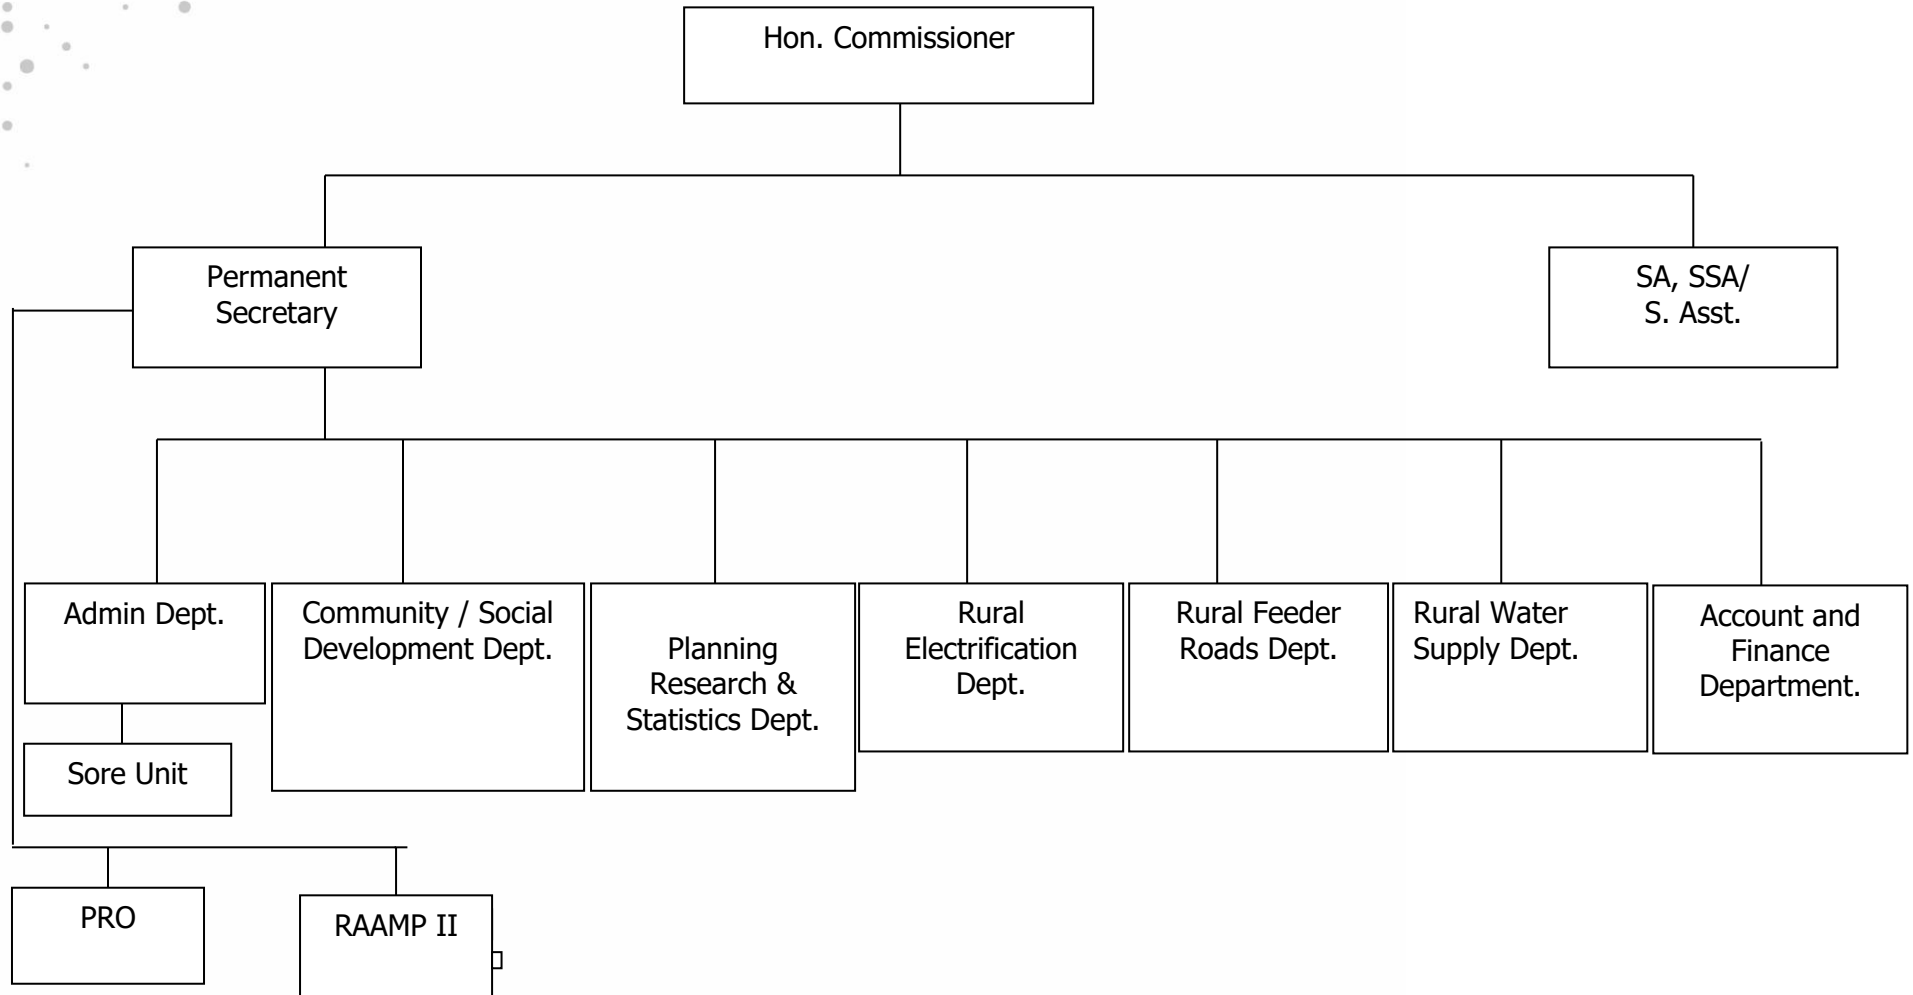 Hon. Commissioner
Permanent
Secretary
SA, SSA/
S. Asst.
Admin Dept.
Community / Social
Development Dept.
Planning
Research &
Statistics Dept.
Rural
Electrification
Dept.
Rural Feeder
Roads Dept.
Rural Water
Supply Dept.
Account and
Finance
Department.
Sore Unit
PRO
RAAMP II